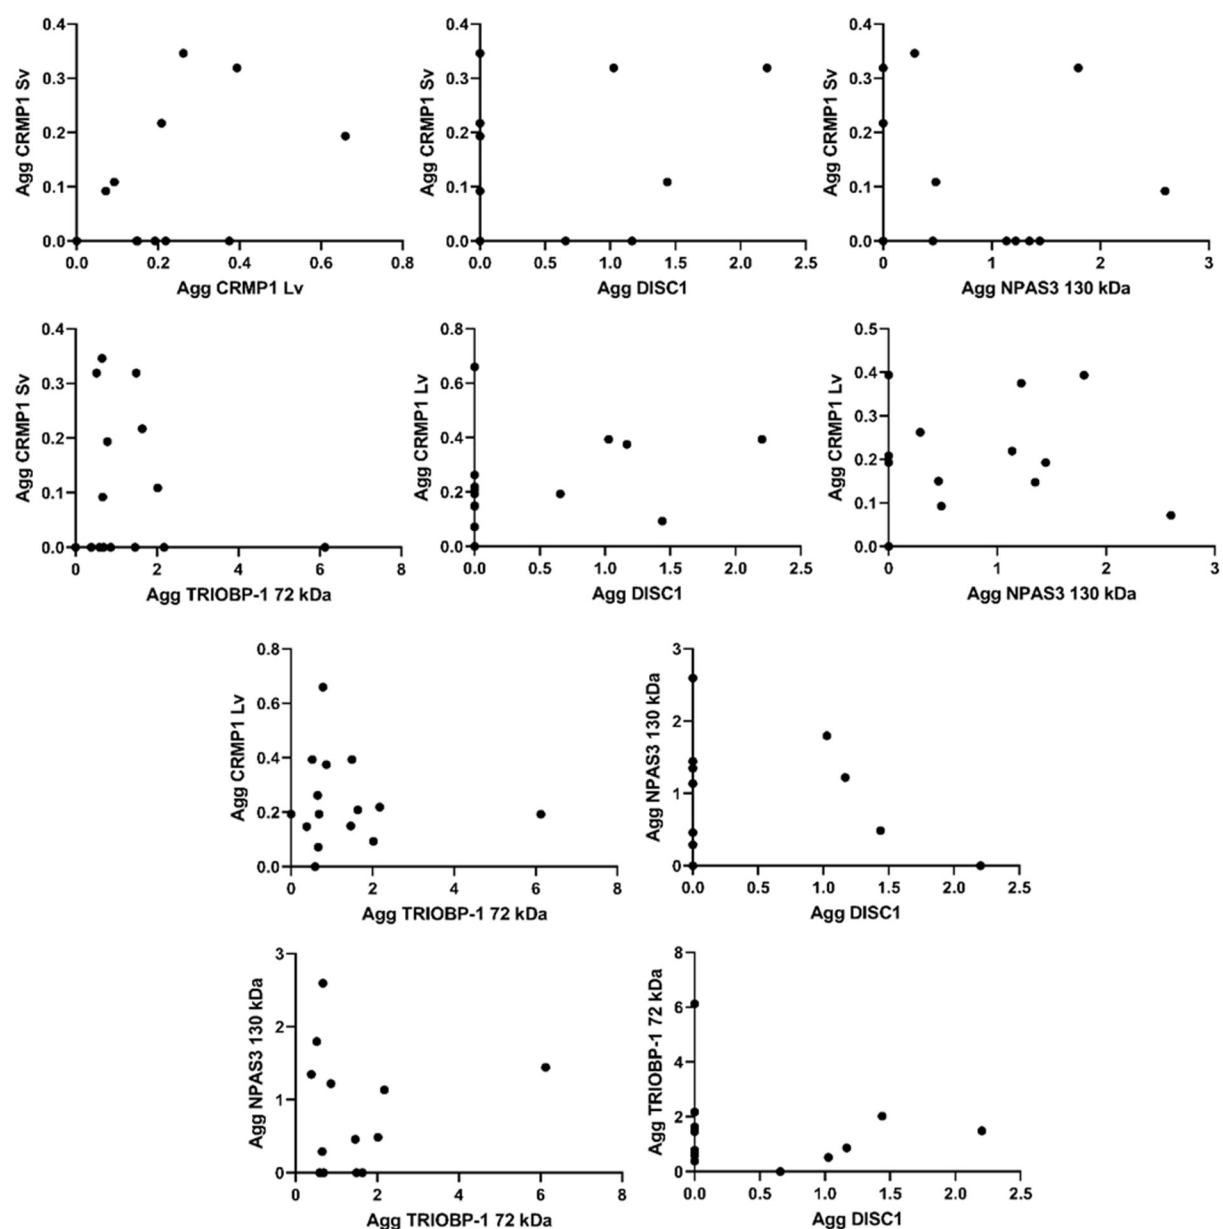 Agg CRMP1 Sv
0.4
0.3
0.2
0.1
0.0
0.0 0.2 0.4 0.6 0.8
Agg CRMP1 Lv
Agg CRMP1 Sv
0.4
0.3
0.2
0.1
0.0
0.0 0.5 1.0 1.5 2.0 2.5
Agg DISC1
Agg CRMP1 Sv
0.4
0.3
0.2
0.1
0.0
0 1 2 3
Agg NPAS3 130 kDa
Agg CRMP1 Sv
0.4
0.3
0.2
0.1
0.0
0 2 4 6 8
Agg TRIOBP-1 72 kDa
Agg CRMP1 Lv
0.8
0.6
0.4
0.2
0.0
0.0 0.5 1.0 1.5 2.0 2.5
Agg DISC1
Agg CRMP1 Lv
0.5
0.4
0.3
0.2
0.1
0.0
0 1 2 3
Agg NPAS3 130 kDa
Agg CRMP1 Lv
0.8
0.6
0.4
0.2
0.0
0 2 4 6 8
Agg TRIOBP-1 72 kDa
Agg NPAS3 130 kDa
3
2
1
0
0.0 0.5 1.0 1.5 2.0 2.5
Agg DISC1
Agg NPAS3 130 kDa
3
2
1
0
0 2 4 6 8
Agg TRIOBP-1 72 kDa
Agg TRIOBP-1 72 kDa
8
6
4
2
0
0.0 0.5 1.0 1.5 2.0 2.5
Agg DISC1